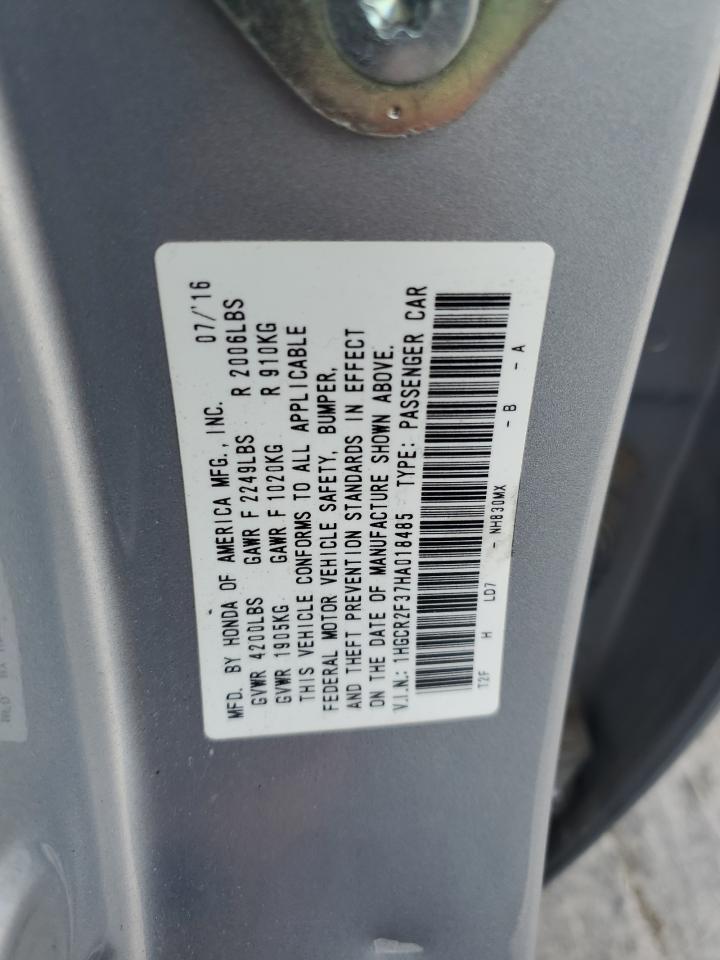 MFD. BY HONDA OF AMERICA MFG., INC. 07/'16
GVWR 4200LBS GAWR F 2249LBS R 2006LBS
GVWR 1905KG GAWR F 1020KG R 910KG
THIS VEHICLE CONFORMS TO ALL APPLICABLE
FEDERAL MOTOR VEHICLE SAFETY, BUMPER,
AND THEFT PREVENTION STANDARDS IN EFFECT
ON THE DATE OF MANUFACTURE SHOWN ABOVE.
V.I.N.: 1HGCR2F37HA018485 TYPE: PASSENGER CAR
T2F H LD7 - NH830MX - B - A